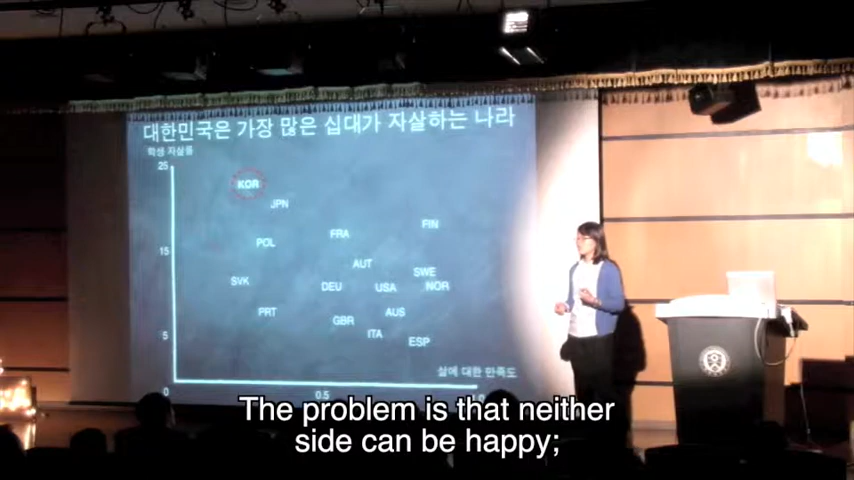 대한민국은 가장 많은 십대가 자살하는 나라
학생 자살률
25
KOR
JPN
FIN
FRA
POL
15
AUT
SWE
SVK
DEU
USA
NOR
PRT
AUS
GBR
5
ITA
ESP
삶에 대한 만족도
0
0.5
1.0
The problem is that neither
side can be happy;